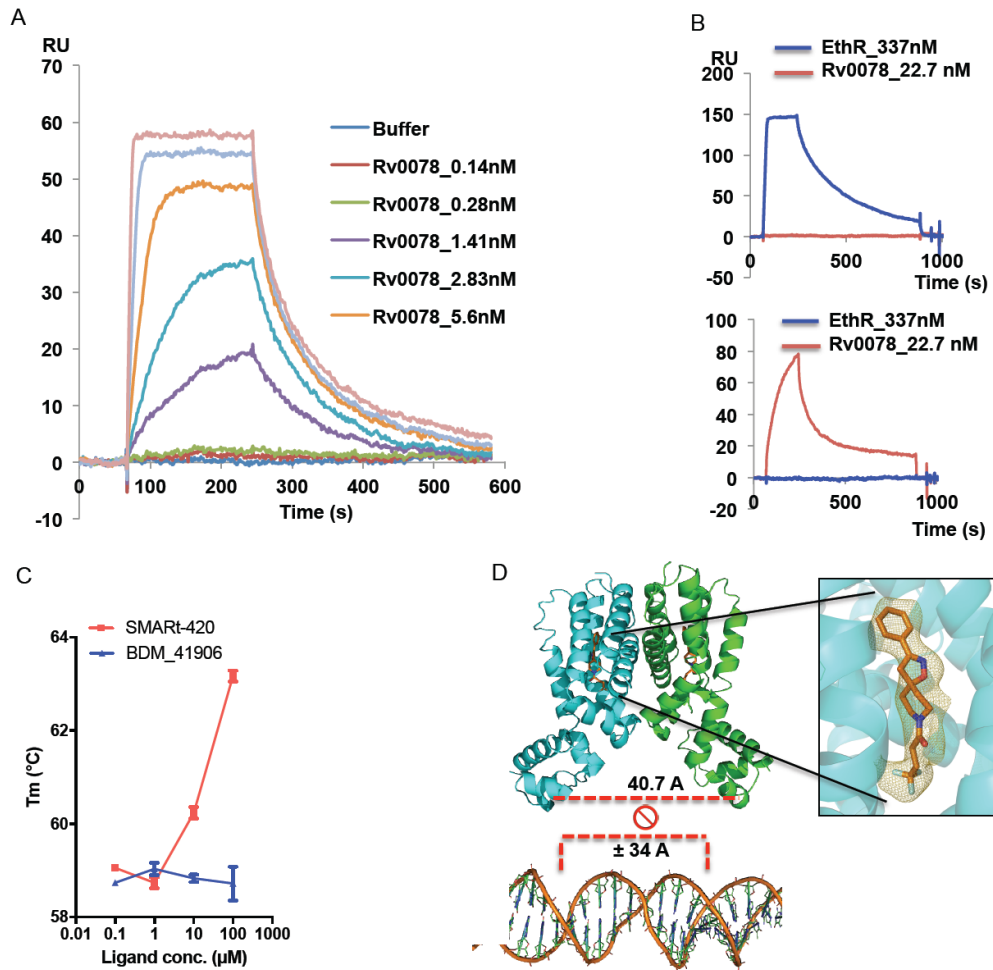 A
RU
70
60
50
40
30
20
10
0
-10
0
100
200
300
400
500
600
Time (s)
Buffer
Rv0078_0.14nM
Rv0078_0.28nM
Rv0078_1.41nM
Rv0078_2.83nM
Rv0078_5.6nM
B
EthR_337nM
Rv0078_22.7 nM
RU
200
150
100
50
0
-50
0
500
1000
Time (s)
EthR_337nM
Rv0078_22.7 nM
100
80
60
40
20
0
-20
0
500
1000
Time (s)
C
SMARt-420
BDM_41906
64
62
60
58
Tm (°C)
0.01
0.1
1
10
100
1000
Ligand conc. (µM)
D
40.7 A
± 34 A